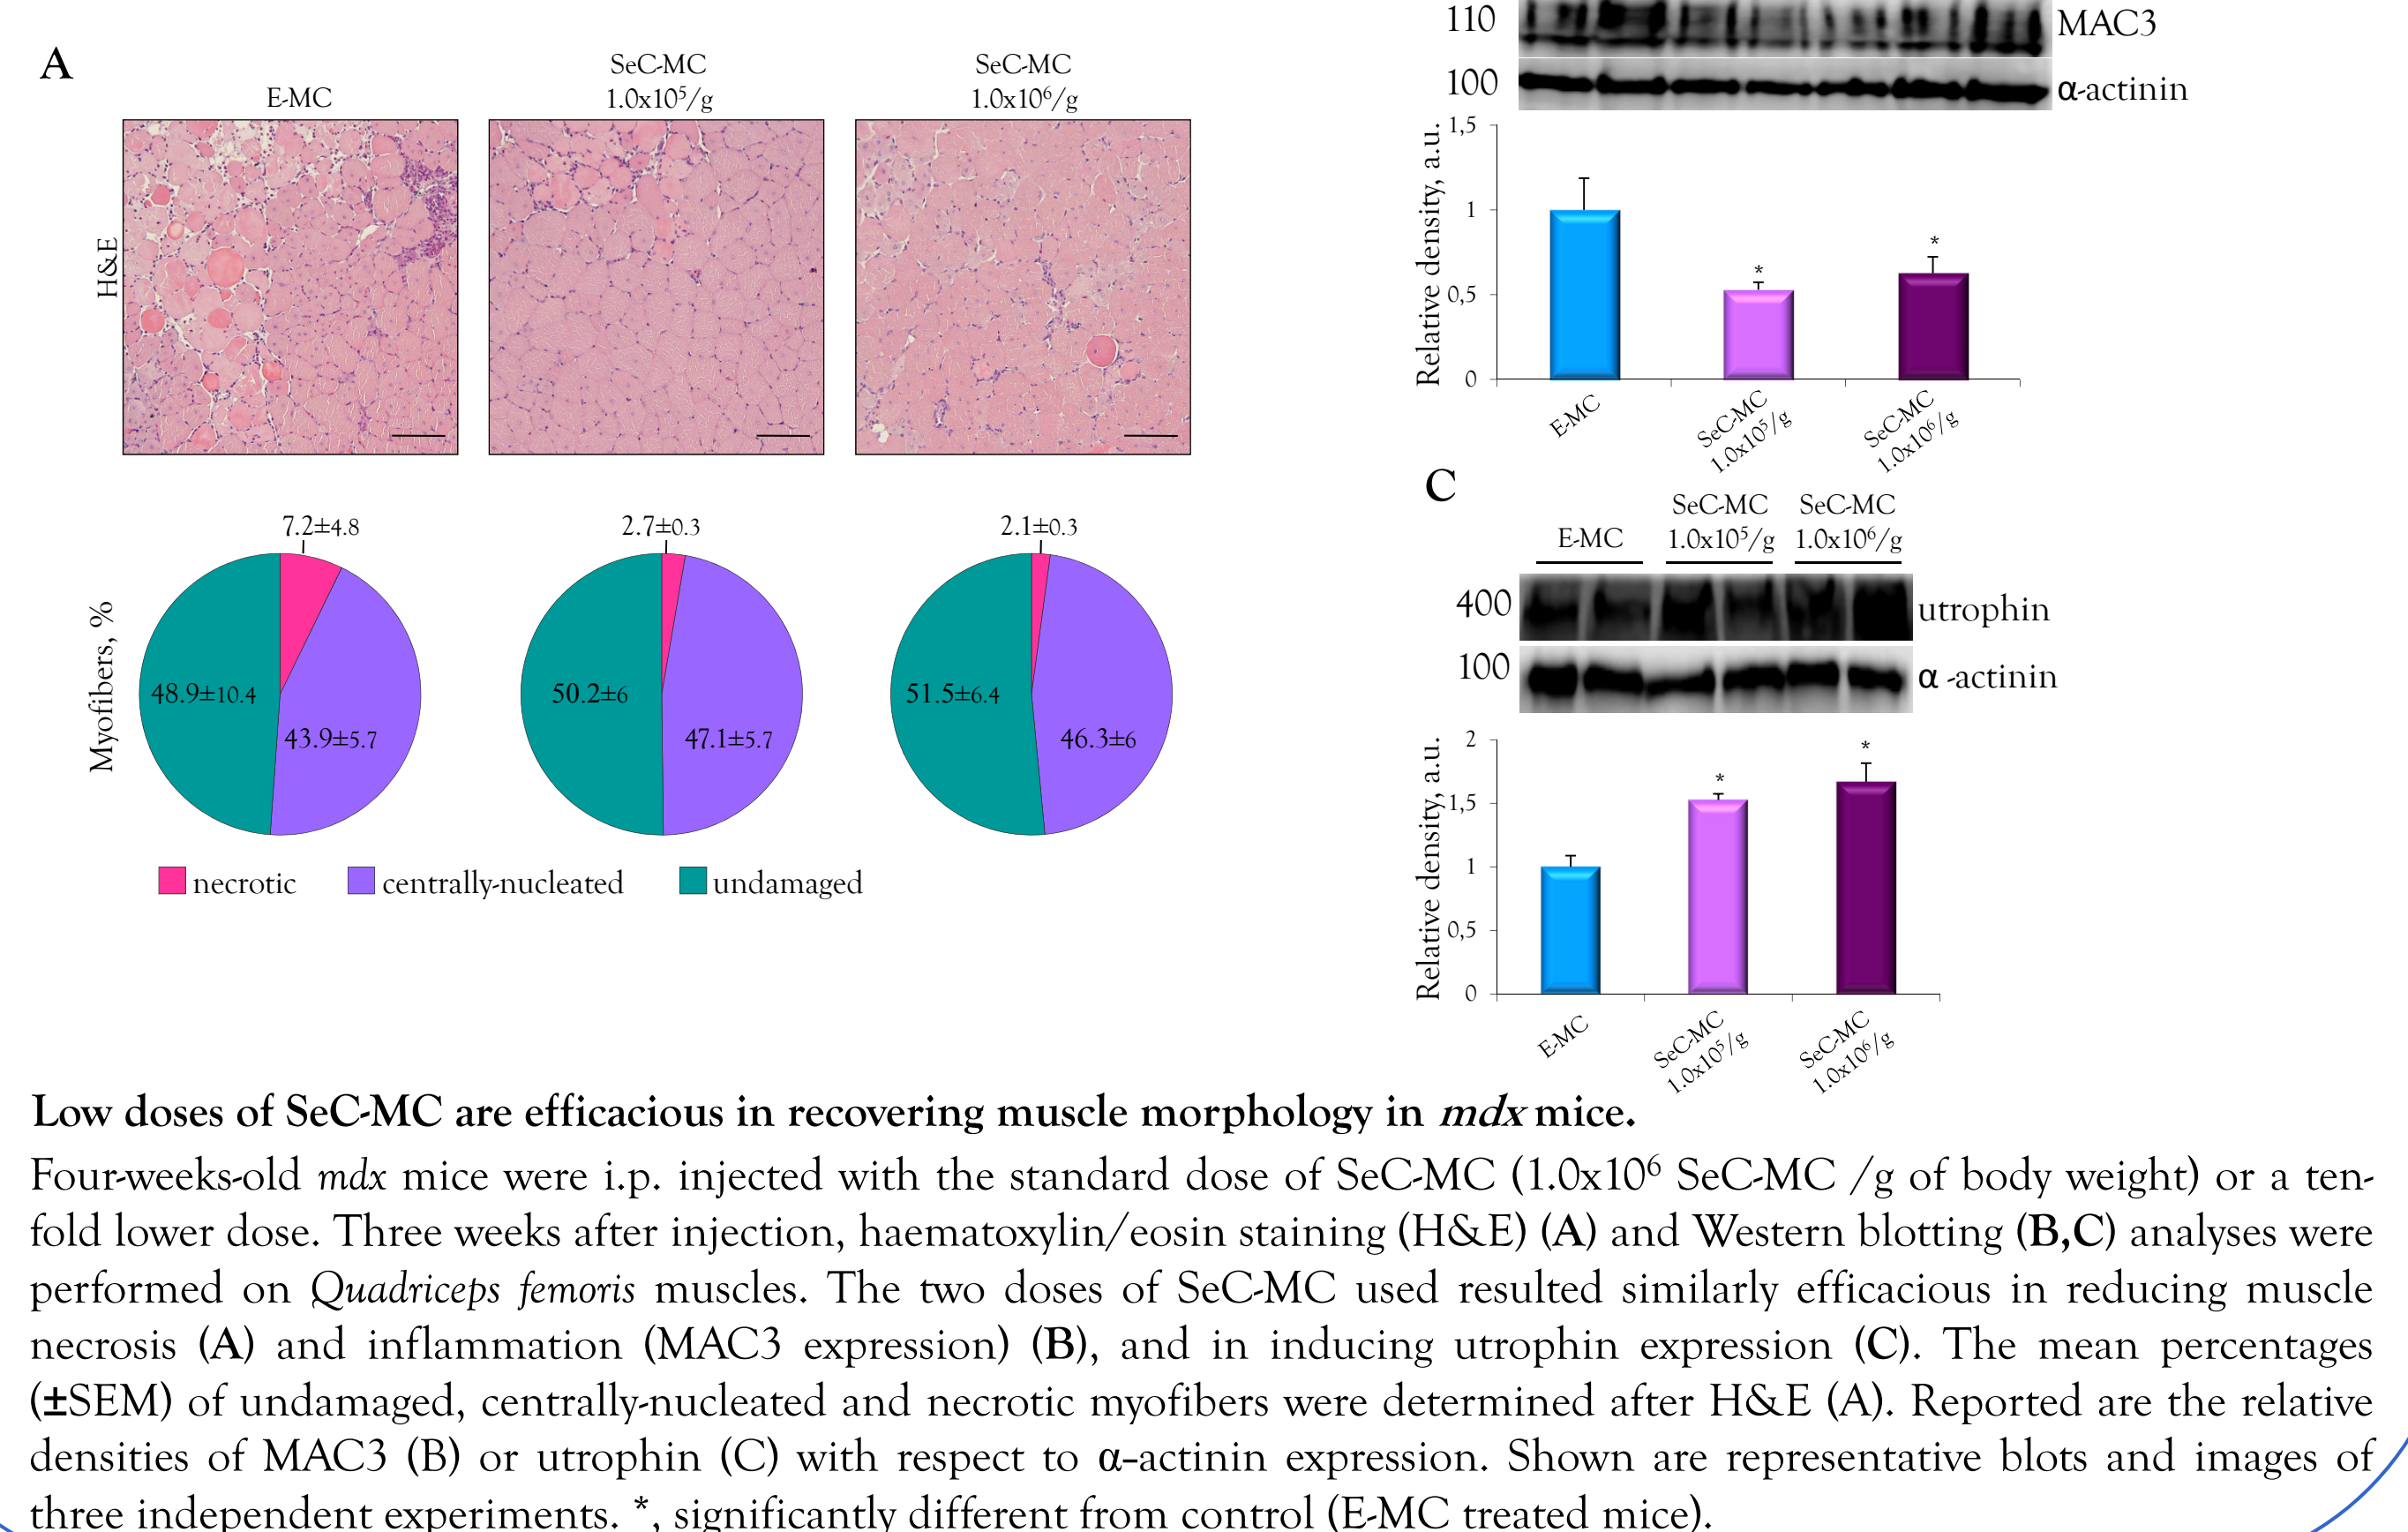 A
E-MC
SeC-MC
1.0x10⁵/g
SeC-MC
1.0x10⁶/g
H&E
7.2±4.8
2.7±0.3
2.1±0.3
Myofibers, %
48.9±10.4
43.9±5.7
50.2±6
47.1±5.7
51.5±6.4
46.3±6
necrotic
centrally-nucleated
undamaged
110
MAC3
100
α-actinin
Relative density, a.u.
1,5
1
0,5
0
*
*
E-MC
SeC-MC
1.0x10⁵/g
SeC-MC
1.0x10⁶/g
C
E-MC
SeC-MC
1.0x10⁵/g
SeC-MC
1.0x10⁶/g
400
utrophin
100
α -actinin
Relative density, a.u.
2
1,5
1
0,5
0
*
*
E-MC
SeC-MC
1.0x10⁵/g
SeC-MC
1.0x10⁶/g
Low doses of SeC-MC are efficacious in recovering muscle morphology in mdx mice.
Four-weeks-old mdx mice were i.p. injected with the standard dose of SeC-MC (1.0x10⁶ SeC-MC /g of body weight) or a ten-
fold lower dose. Three weeks after injection, haematoxylin/eosin staining (H&E) (A) and Western blotting (B,C) analyses were
performed on Quadriceps femoris muscles. The two doses of SeC-MC used resulted similarly efficacious in reducing muscle
necrosis (A) and inflammation (MAC3 expression) (B), and in inducing utrophin expression (C). The mean percentages
(±SEM) of undamaged, centrally-nucleated and necrotic myofibers were determined after H&E (A). Reported are the relative
densities of MAC3 (B) or utrophin (C) with respect to α-actinin expression. Shown are representative blots and images of
three independent experiments. *, significantly different from control (E-MC treated mice).